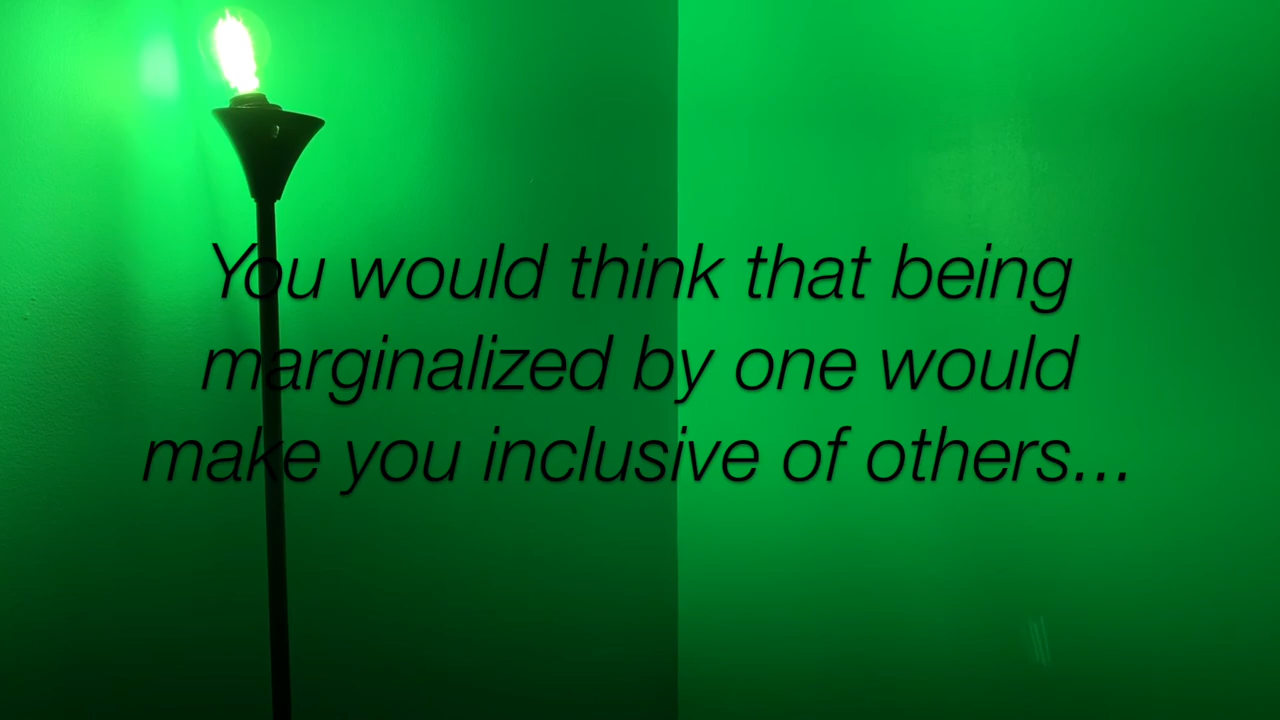 You would think that being
marginalized by one would
make you inclusive of others...